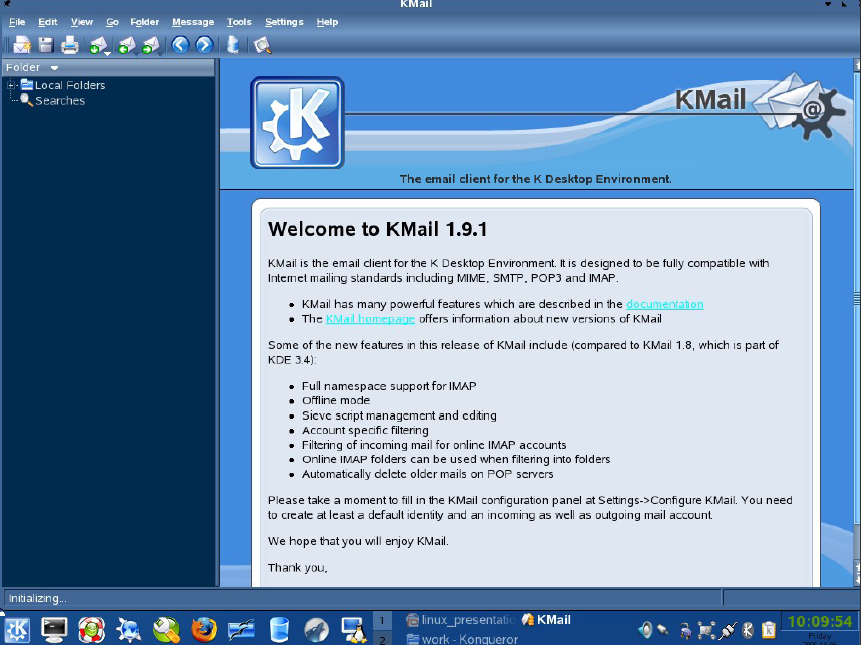 KMail
File Edit View Go Folder Message Tools Settings Help
Folder
Local Folders
Searches
KMail
@
The email client for the K Desktop Environment.
Welcome to KMail 1.9.1
KMail is the email client for the K Desktop Environment. It is designed to be fully compatible with
Internet mailing standards including MIME, SMTP, POP3 and IMAP.
KMail has many powerful features which are described in the documentation
The KMail homepage offers information about new versions of KMail
Some of the new features in this release of KMail include (compared to KMail 1.8, which is part of
KDE 3.4):
Full namespace support for IMAP
Offline mode
Sieve script management and editing
Account specific filtering
Filtering of incoming mail for online IMAP accounts
Online IMAP folders can be used when filtering into folders
Automatically delete older mails on POP servers
Please take a moment to fill in the KMail configuration panel at Settings->Configure KMail. You need
to create at least a default identity and an incoming as well as outgoing mail account.
We hope that you will enjoy KMail.
Thank you,
Initializing...
1 linux_presentatio KMail
2 work - Konqueror
10:09:54
Friday